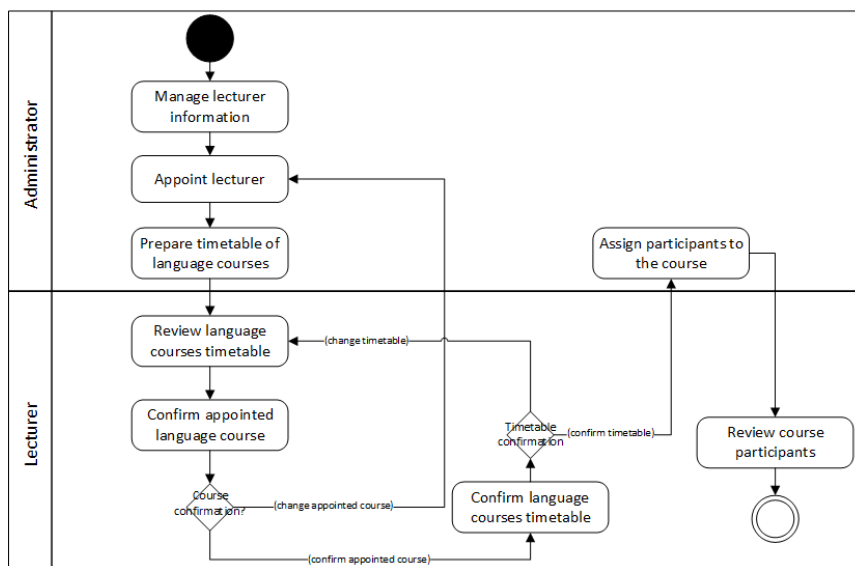 Administrator
Manage lecturer
information
Appoint lecturer
Prepare timetable of
language courses
Assign participants to
the course
Lecturer
Review language
courses timetable
(change timetable)
Confirm appointed
language course
Timetable
confirmation
(confirm timetable)
Review course
participants
Course
confirmation?
(change appointed course)
Confirm language
courses timetable
(confirm appointed course)